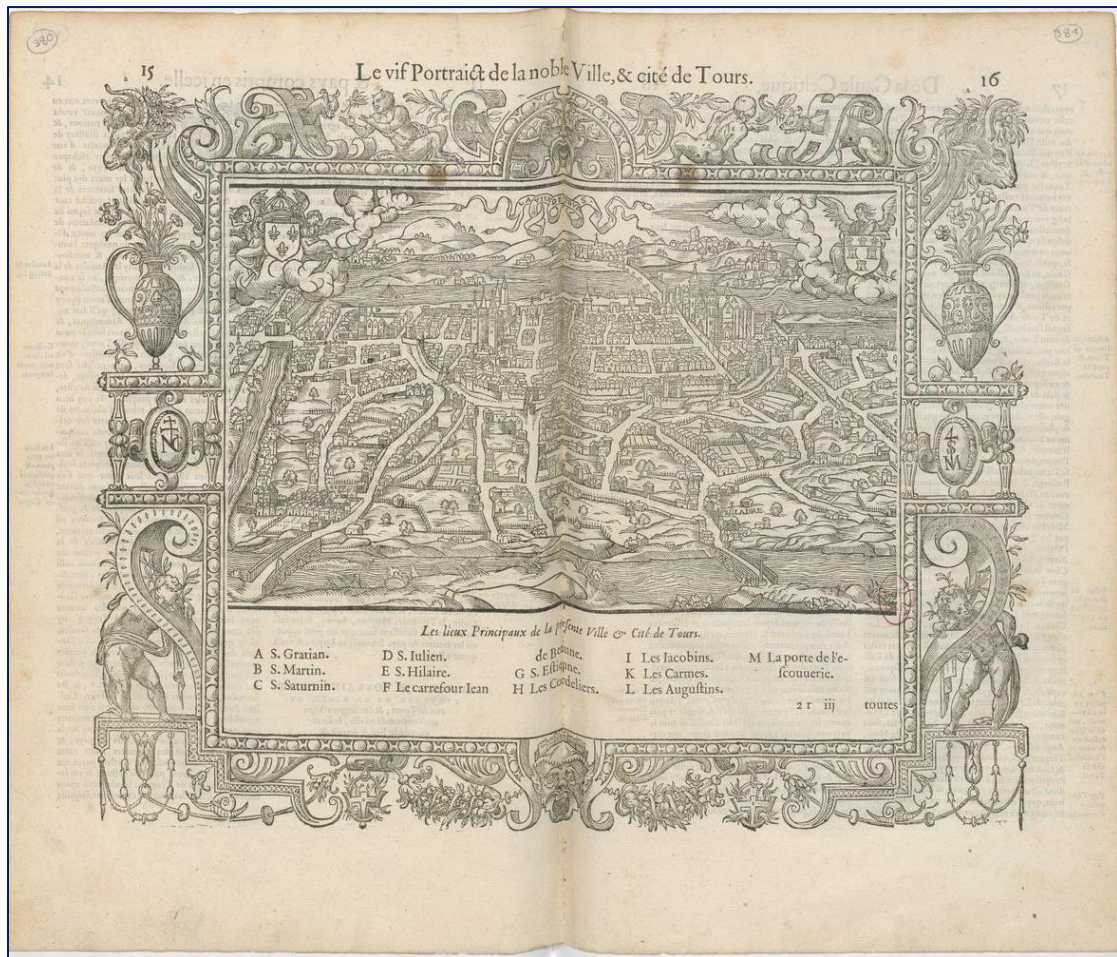 380
381
15
Le vif Portraict de la noble Ville, & cité de Tours.
16
Les lieux Principaux de la presente Ville & Cité de Tours.
A S. Gratian.
B S. Martin.
C S. Saturnin.
D S. Iulien.
E S. Hilaire.
F Le carrefour Iean
de Beaune.
G S. Estienne.
H Les Cordeliers.
I Les Iacobins.
K Les Carmes.
L Les Augustins.
M La porte de l'e-
scouuerie.
2 r iij toutes